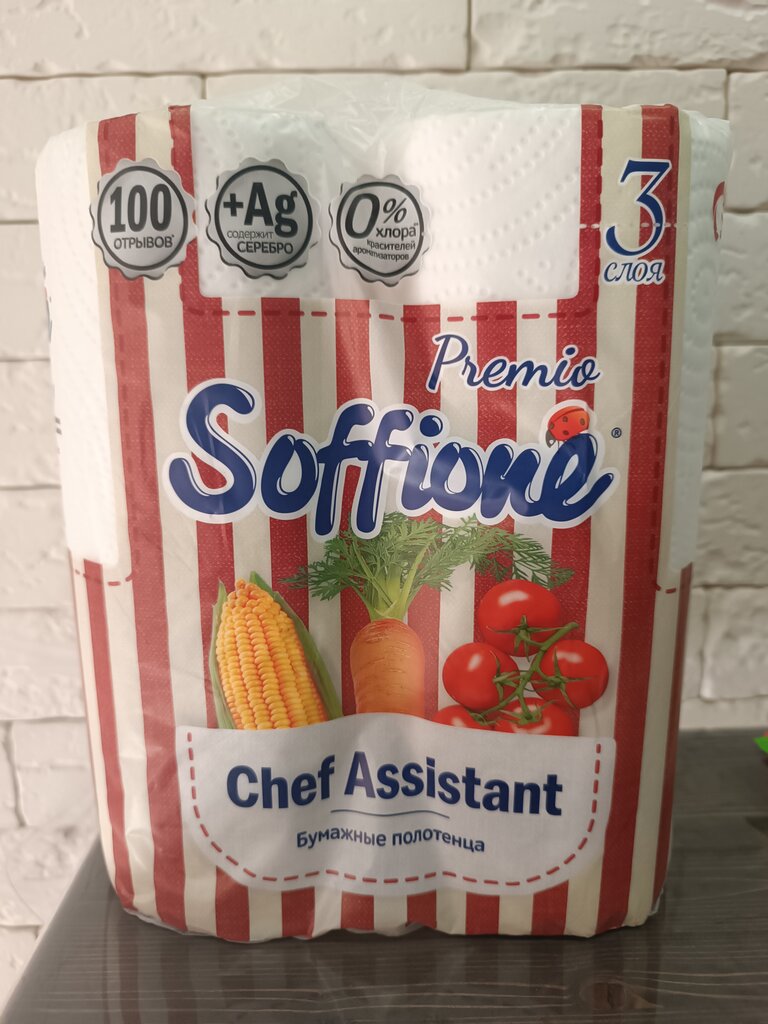 100
ОТРЫВОВ*
+Ag
содержит
СЕРЕБРО
0%
хлора**
красителей
ароматизаторов
3
слоя
Premio
Soffione®
Chef Assistant
Бумажные полотенца